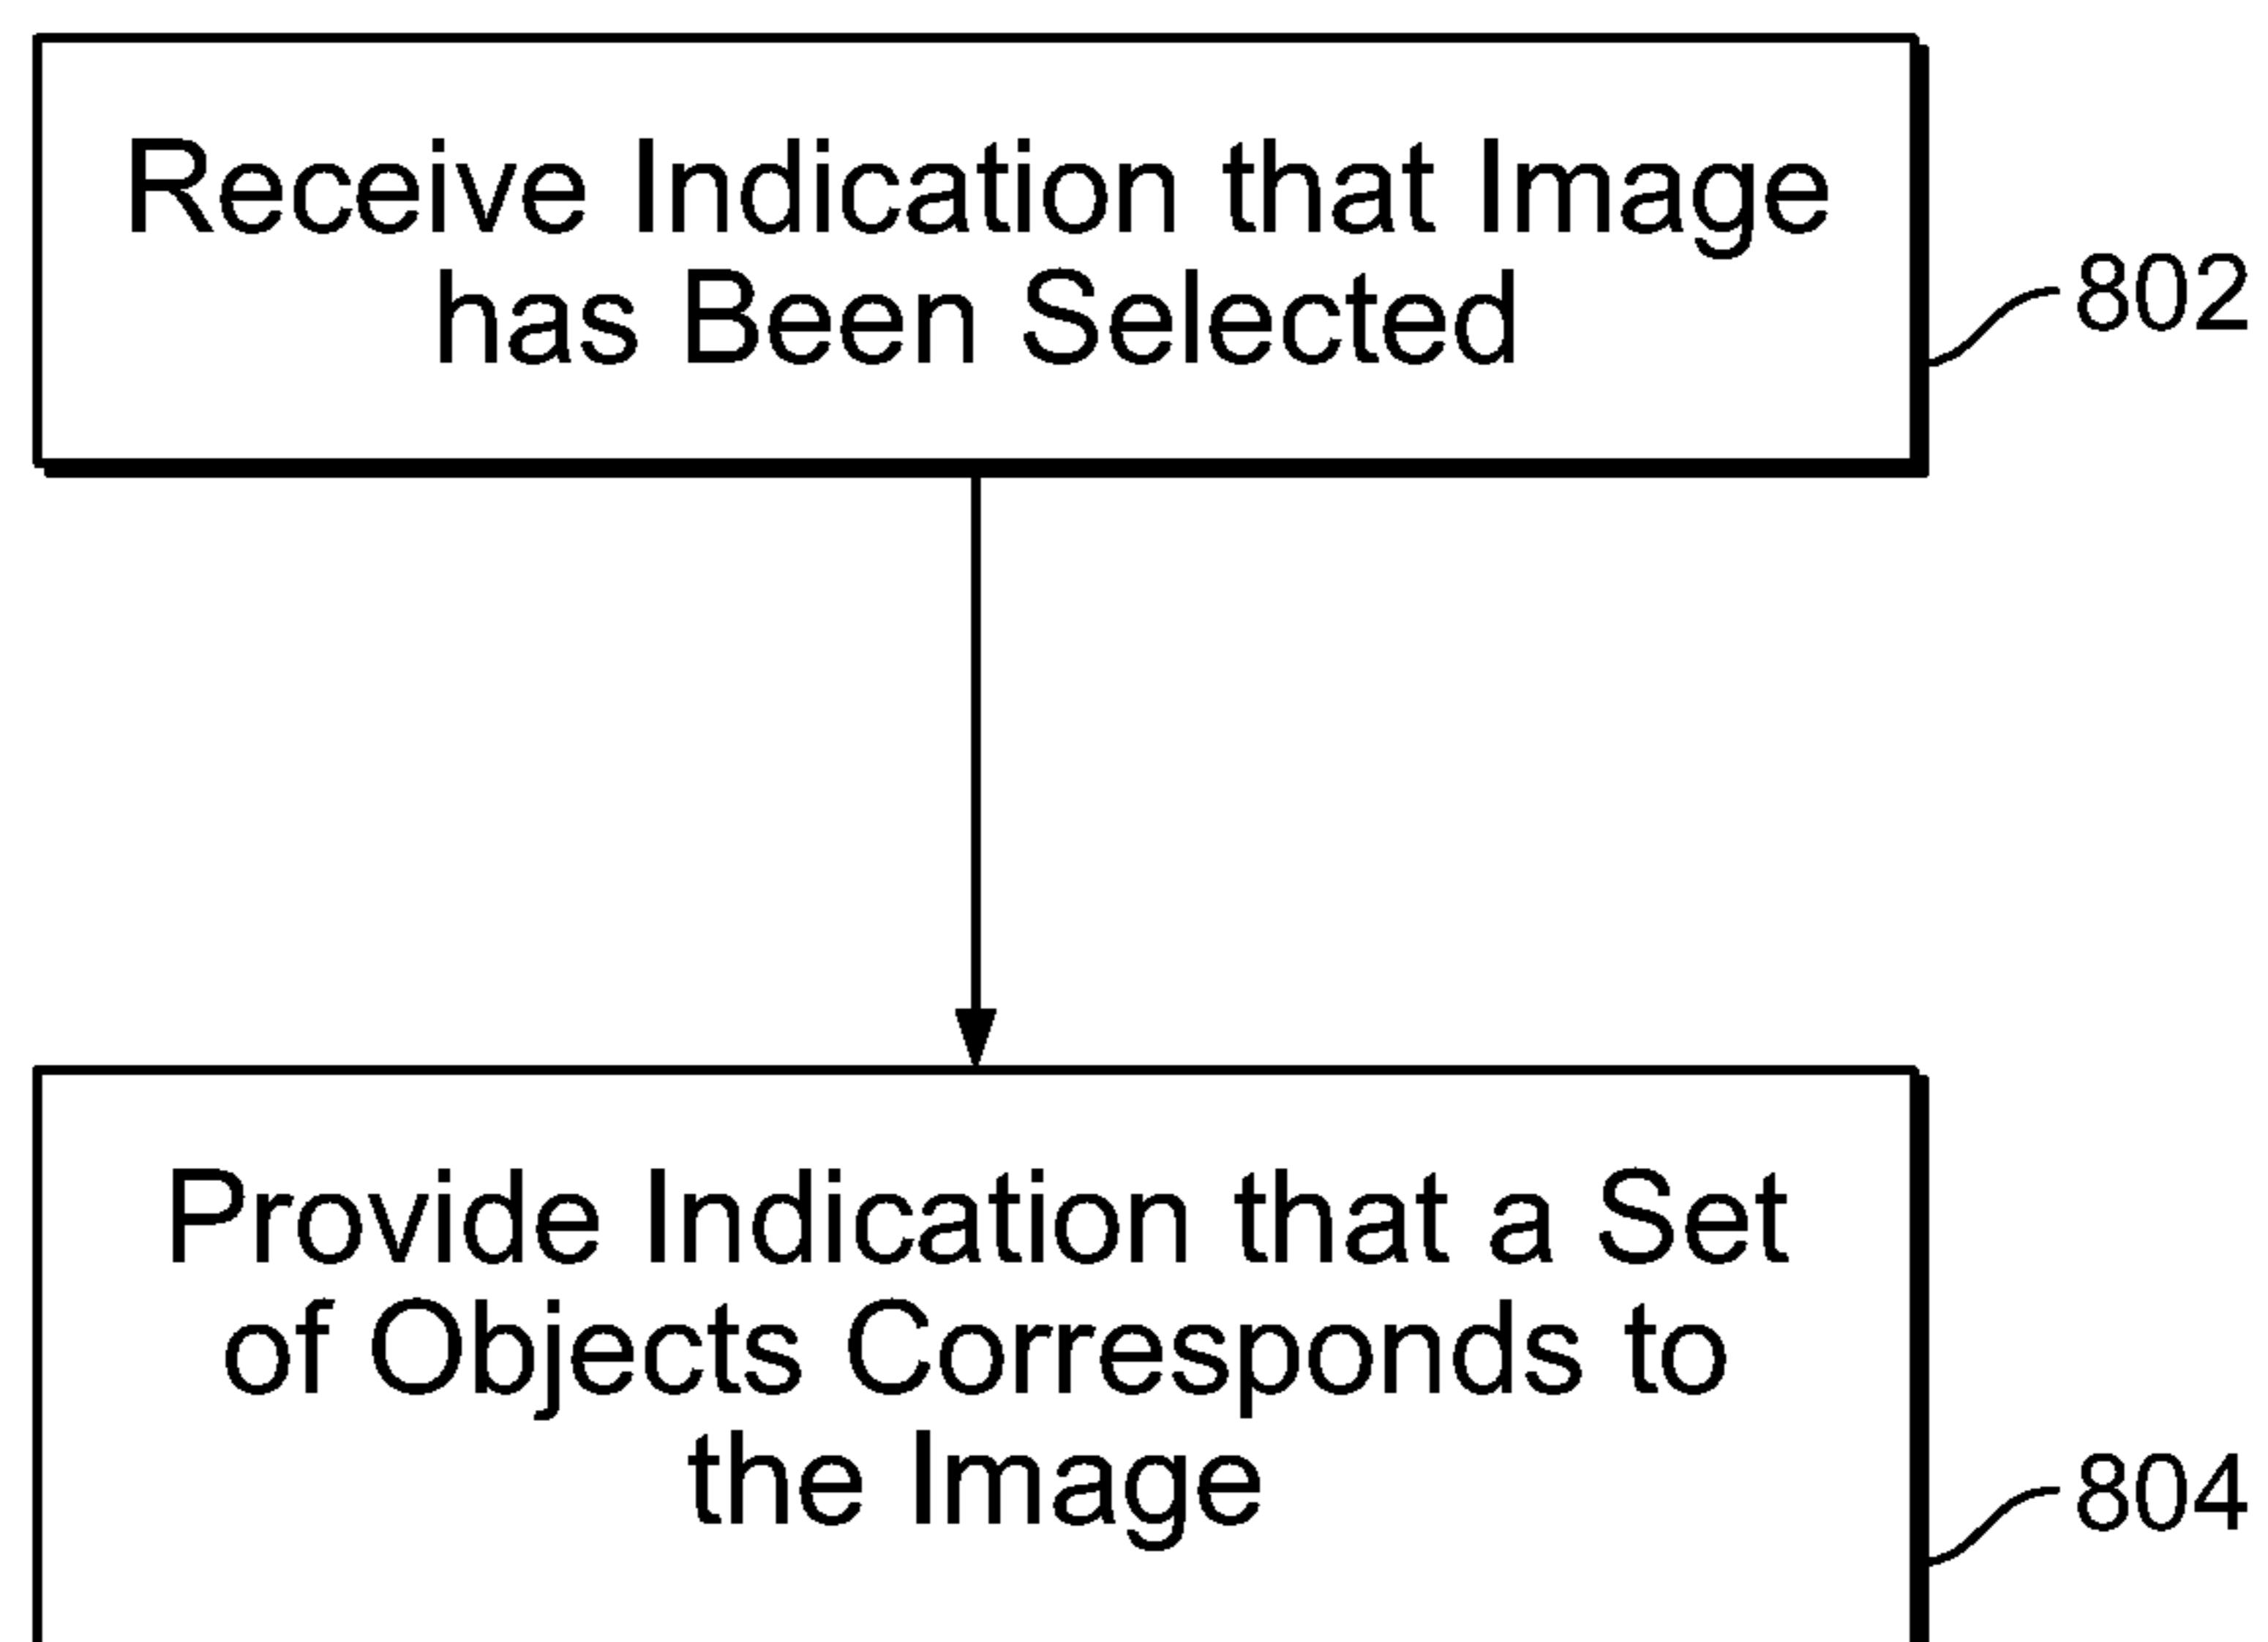 Receive Indication that Image
has Been Selected
802
Provide Indication that a Set
of Objects Corresponds to
the Image
804